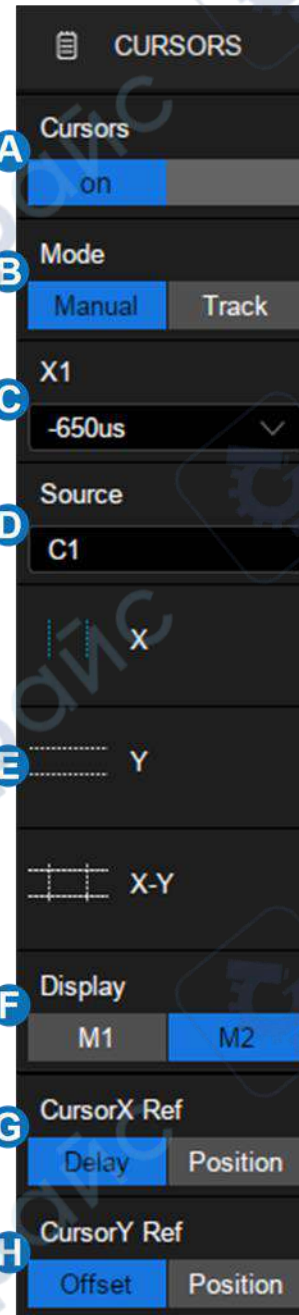 CURSORS
A
Cursors
on
B
Mode
Manual Track
C
X1
-650us
D
Source
C1
X
E
Y
X-Y
F
Display
M1 M2
G
CursorX Ref
Delay Position
H
CursorY Ref
Offset Position